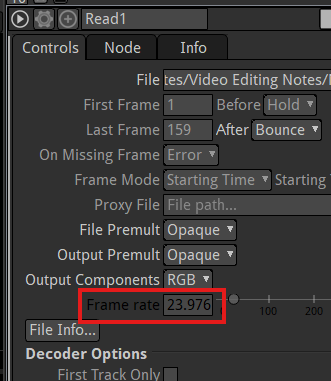 Read1
Controls Node Info
File tes/Video Editing Notes/
First Frame 1 Before Hold
Last Frame 159 After Bounce
On Missing Frame Error
Frame Mode Starting Time Starting
Proxy File File path...
File Premult Opaque
Output Premult Opaque
Output Components RGB
Frame rate 23.976
0 100 200
File Info...
Decoder Options
First Track Only